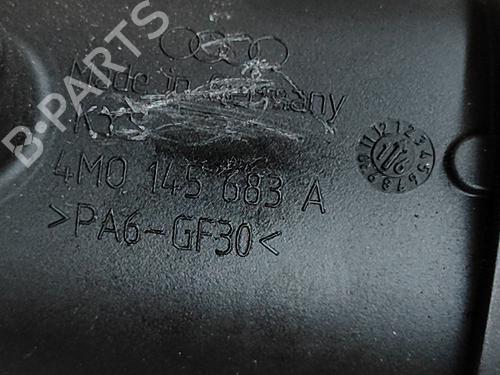 B-PARTS
Made in Germany
4M0 145 683 A
>PA6-GF30<